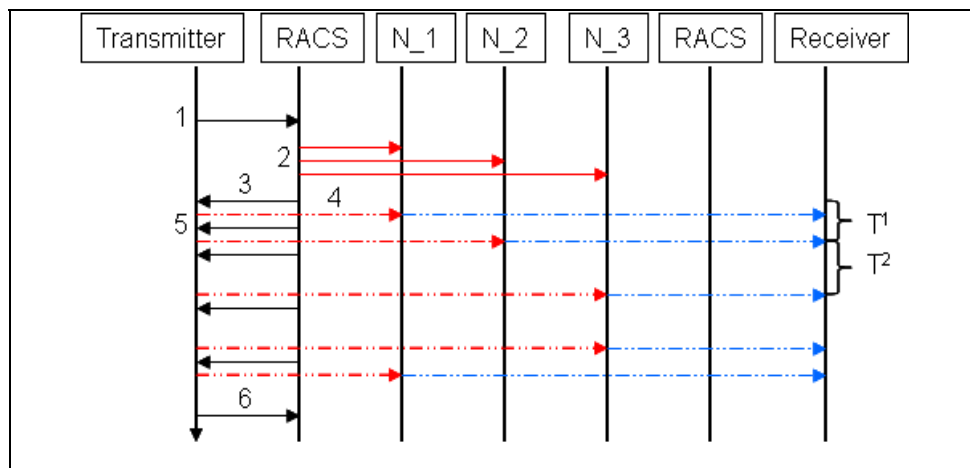 Transmitter RACS N_1 N_2 N_3 RACS Receiver
1
2
3 4
5 T¹
T²
6